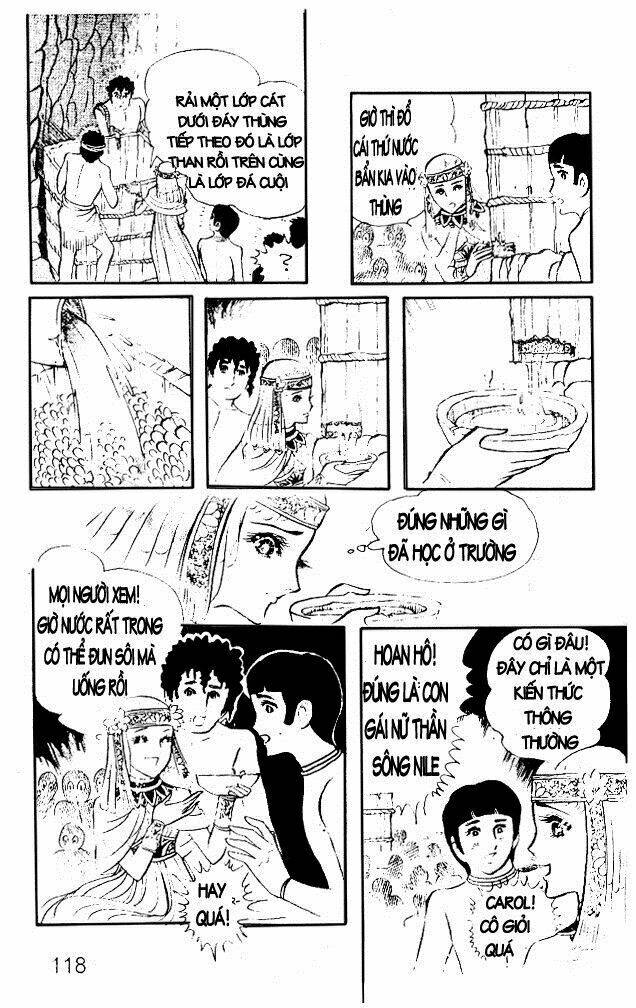 RẢI MỘT LỚP CÁT
DƯỚI ĐÁY THÙNG
TIẾP THEO ĐÓ LÀ LỚP
THAN RỒI TRÊN CÙNG
LÀ LỚP ĐÁ CUỘI
?
GIỜ THÌ ĐỔ
CÁI THỨ NƯỚC
BẨN KIA VÀO
THÙNG
ĐÚNG NHỮNG GÌ
ĐÃ HỌC Ở TRƯỜNG
MỌI NGƯỜI XEM!
GIỜ NƯỚC RẤT TRONG
CÓ THỂ ĐUN SÔI MÀ
UỐNG RỒI
HAY
QUÁ!
HOAN HÔ!
ĐÚNG LÀ CON
GÁI NỮ THẦN
SÔNG NILE
CÓ GÌ ĐÂU!
ĐÂY CHỈ LÀ MỘT
KIẾN THỨC
THÔNG
THƯỜNG
CAROL!
CÔ GIỎI
QUÁ
118